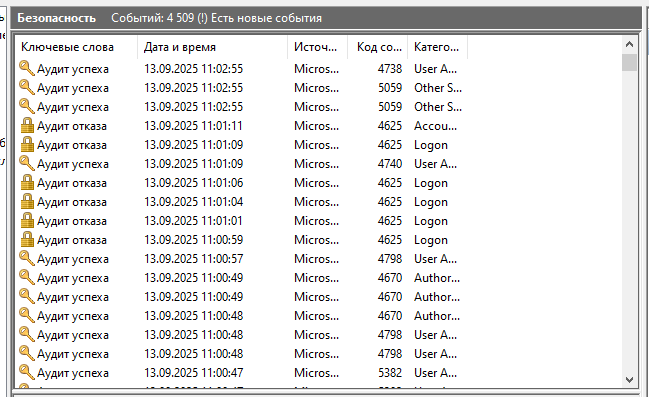 Безопасность Событий: 4 509 (!) Есть новые события
Ключевые слова Дата и время Источ... Код со... Катего...
Аудит успеха 13.09.2025 11:02:55 Micros... 4738 User A...
Аудит успеха 13.09.2025 11:02:55 Micros... 5059 Other S...
Аудит успеха 13.09.2025 11:02:55 Micros... 5059 Other S...
Аудит отказа 13.09.2025 11:01:11 Micros... 4625 Accou...
Аудит отказа 13.09.2025 11:01:09 Micros... 4625 Logon
Аудит успеха 13.09.2025 11:01:09 Micros... 4740 User A...
Аудит отказа 13.09.2025 11:01:06 Micros... 4625 Logon
Аудит отказа 13.09.2025 11:01:04 Micros... 4625 Logon
Аудит отказа 13.09.2025 11:01:01 Micros... 4625 Logon
Аудит отказа 13.09.2025 11:00:59 Micros... 4625 Logon
Аудит успеха 13.09.2025 11:00:57 Micros... 4798 User A...
Аудит успеха 13.09.2025 11:00:49 Micros... 4670 Author...
Аудит успеха 13.09.2025 11:00:49 Micros... 4670 Author...
Аудит успеха 13.09.2025 11:00:48 Micros... 4670 Author...
Аудит успеха 13.09.2025 11:00:48 Micros... 4798 User A...
Аудит успеха 13.09.2025 11:00:48 Micros... 4798 User A...
Аудит успеха 13.09.2025 11:00:47 Micros... 5382 User A...